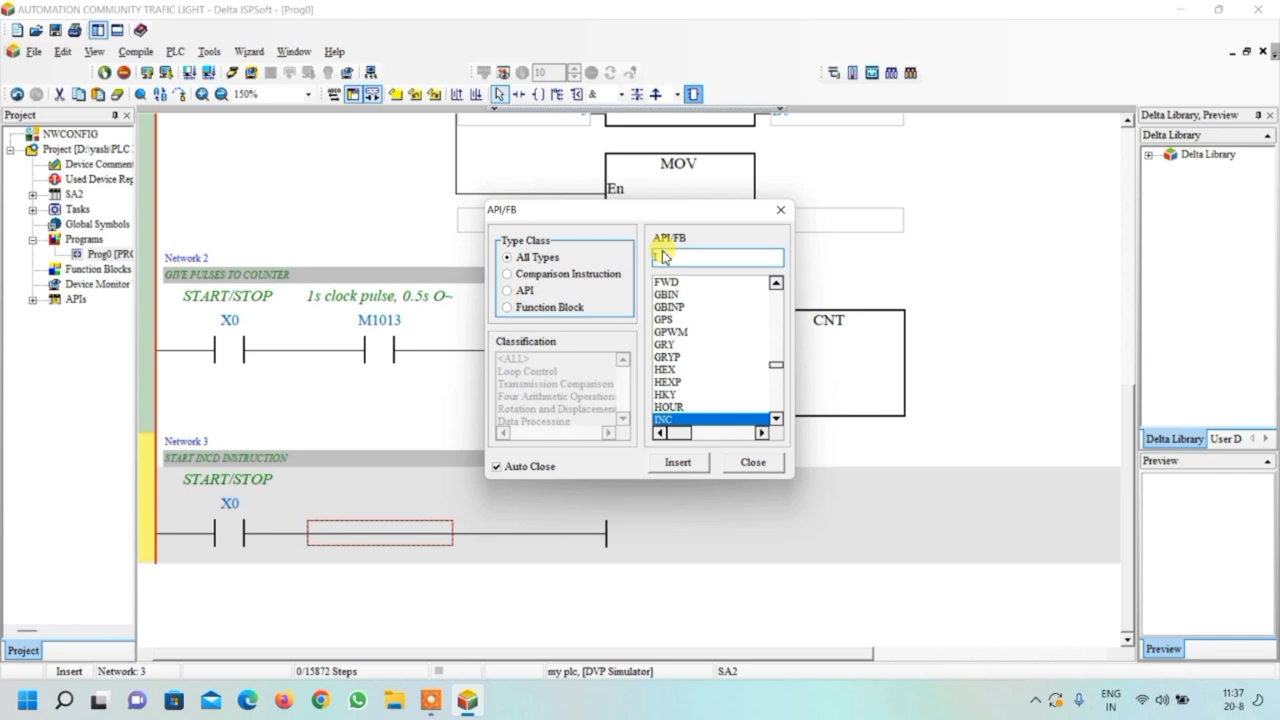 AUTOMATION COMMUNITY TRAFIC LIGHT - Delta ISPSoft - [Prog0]
File Edit View Compile PLC Tools Wizard Window Help
10
150%
Project
Delta Library, Preview
NWCONFIG
Project [D:\yash\PLC
Device Comment
Used Device Rep
SA2
Tasks
Global Symbols
Programs
Prog0 [PRG
Function Blocks
Device Monitor
APIs
Project
MOV
En
Network 2
GIVE PULSES TO COUNTER
START/STOP 1s clock pulse, 0.5s O~
X0 M1013
CNT
Network 3
START INCD INSTRUCTION
START/STOP
X0
API/FB
Type Class
All Types
Comparison Instruction
API
Function Block
Classification
<ALL>
Loop Control
Transmission Comparison
Four Arithmetic Operation:
Rotation and Displacement
Data Processing
Auto Close
API/FB
I
FWD
GBIN
GBINP
GPS
GPWM
GRY
GRYP
HEX
HEXP
HKY
HOUR
INC
Insert Close
Delta Library
Delta Library
Delta Library User D
Preview
Preview
Insert Network: 3 0/15872 Steps my plc, [DVP Simulator] SA2
ENG
IN
11:37
20-8